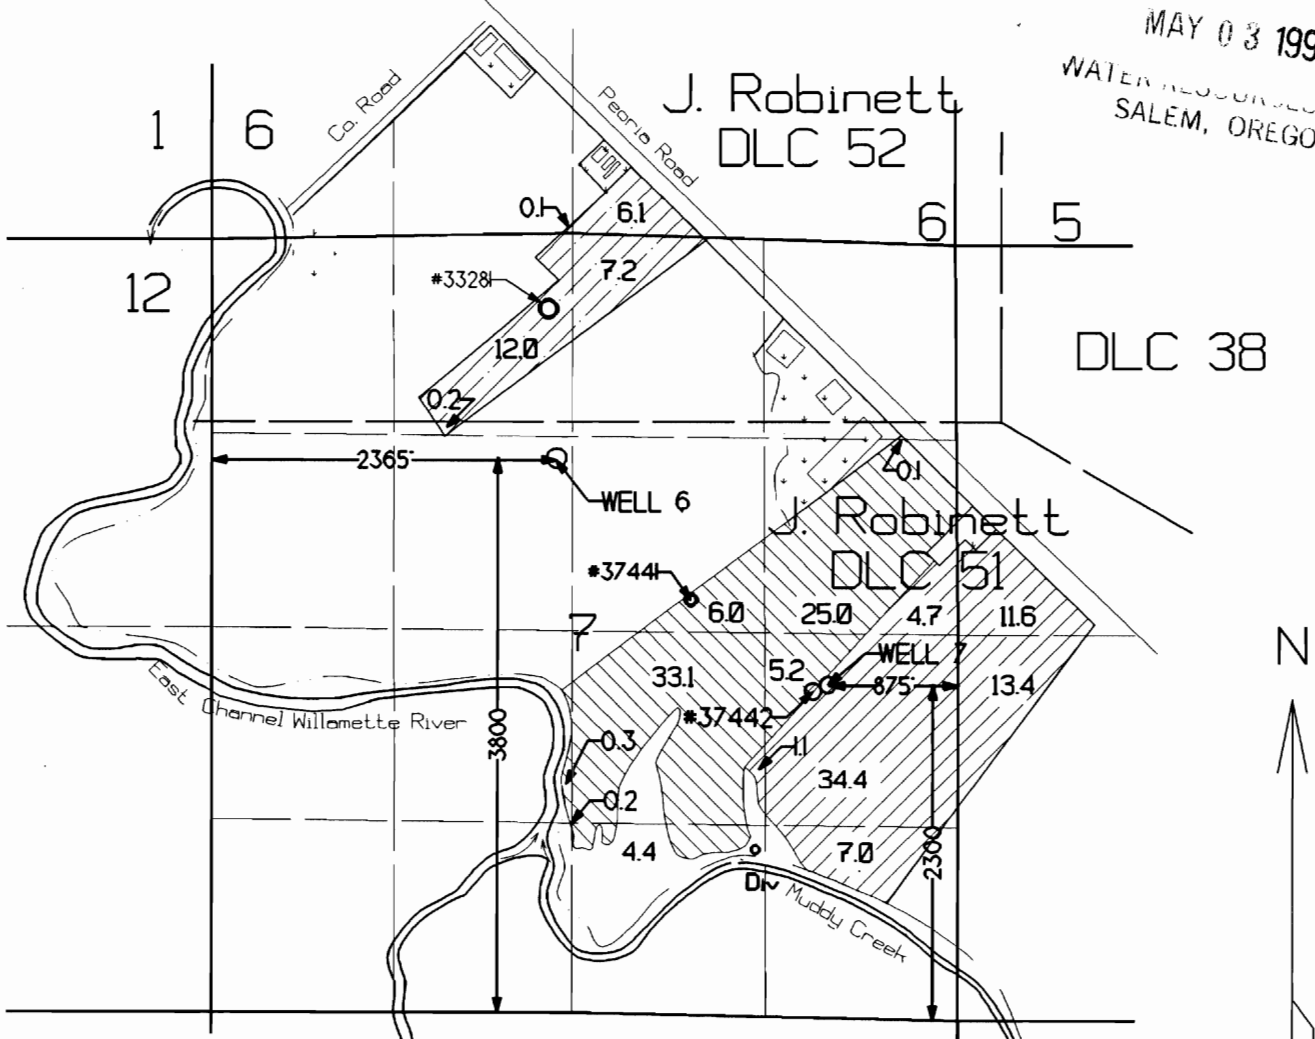 MAY 03 199
WATER RESOURCES
SALEM, OREGO
J. Robinett
DLC 52
Co. Road
Peoria Road
1
6
6
5
12
0.1
6.1
7.2
#33281
12.0
0.2
DLC 38
2365'
WELL 6
0.1
J. Robinett
DLC 51
#37441
7
6.0
25.0
4.7
11.6
N
33.1
5.2
WELL 7
875'
13.4
East Channel Willamette River
#37442
3800
0.3
1.1
34.4
0.2
4.4
7.0
2300
Div
Muddy Creek